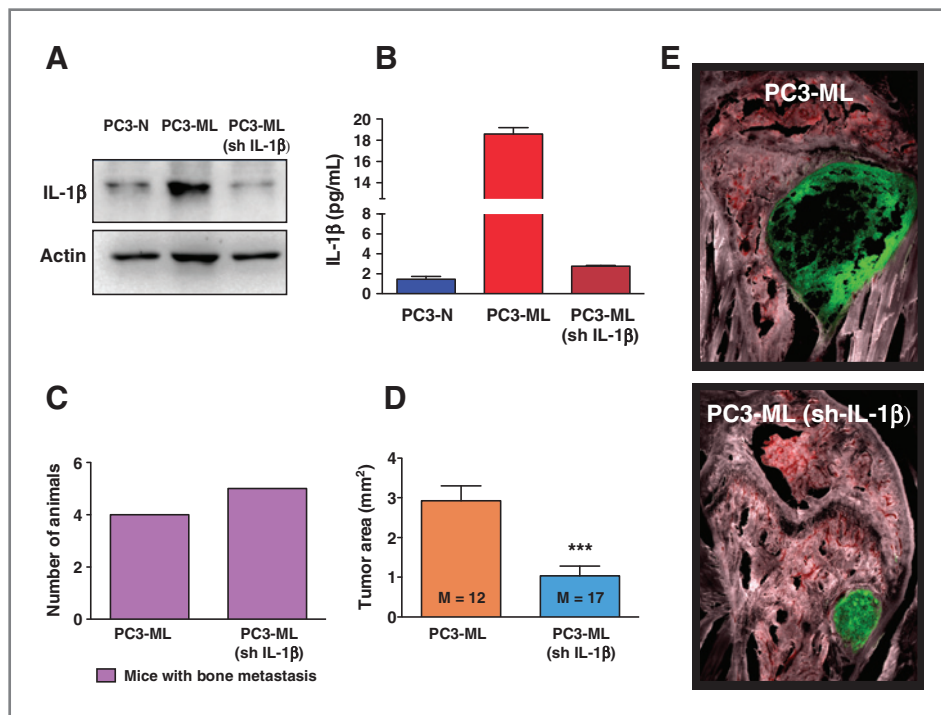 A
PC3-N PC3-ML PC3-ML
(sh IL-1β)
IL-1β
Actin
B
IL-1β (pg/mL)
20
18
16
14
8
6
4
2
0
PC3-N PC3-ML PC3-ML
(sh IL-1β)
C
Number of animals
6
4
2
0
PC3-ML PC3-ML
(sh IL-1β)
Mice with bone metastasis
D
Tumor area (mm²)
4
3
2
1
0
***
M = 12 M = 17
PC3-ML PC3-ML
(sh IL-1β)
E
PC3-ML
PC3-ML (sh-IL-1β)